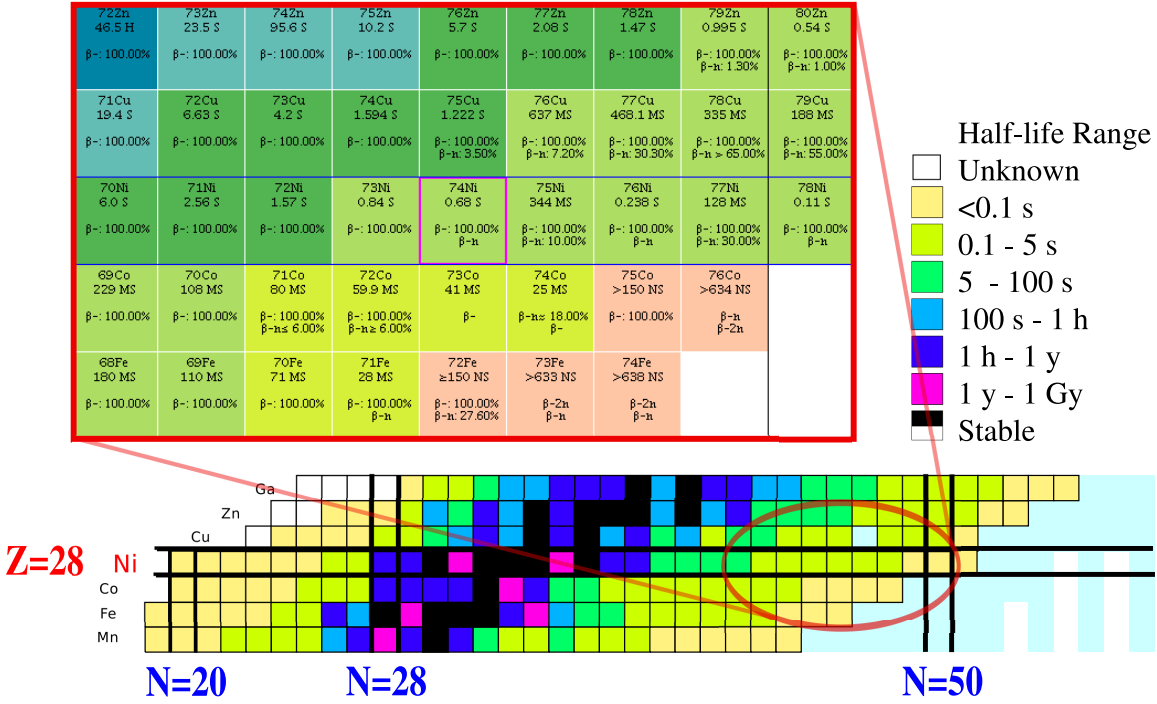 72Zn 73Zn 74Zn 75Zn 76Zn 77Zn 78Zn 79Zn 80Zn
46.5 H 23.5 S 95.6 S 10.2 S 5.7 S 2.08 S 1.47 S 0.995 S 0.54 S
β-: 100.00% β-: 100.00% β-: 100.00% β-: 100.00% β-: 100.00% β-: 100.00% β-: 100.00% β-: 100.00% β-: 100.00%
β-n: 1.30% β-n: 1.00%
71Cu 72Cu 73Cu 74Cu 75Cu 76Cu 77Cu 78Cu 79Cu
19.4 S 6.63 S 4.2 S 1.594 S 1.222 S 637 MS 468.1 MS 335 MS 188 MS
β-: 100.00% β-: 100.00% β-: 100.00% β-: 100.00% β-: 100.00% β-: 100.00% β-: 100.00% β-: 100.00% β-: 100.00%
β-n: 3.50% β-n: 7.20% β-n: 30.30% β-n > 65.00% β-n: 55.00%
70Ni 71Ni 72Ni 73Ni 74Ni 75Ni 76Ni 77Ni 78Ni
6.0 S 2.56 S 1.57 S 0.84 S 0.68 S 344 MS 0.238 S 128 MS 0.11 S
β-: 100.00% β-: 100.00% β-: 100.00% β-: 100.00% β-: 100.00% β-: 100.00% β-: 100.00% β-: 100.00% β-: 100.00%
β-n β-n: 10.00% β-n β-n: 30.00% β-n
69Co 70Co 71Co 72Co 73Co 74Co 75Co 76Co
229 MS 108 MS 80 MS 59.9 MS 41 MS 25 MS >150 NS >634 NS
β-: 100.00% β-: 100.00% β-: 100.00% β-: 100.00% β- β-n≈ 18.00% β-: 100.00% β-n
β-n≤ 6.00% β-n≥ 6.00% β- β-2n
68Fe 69Fe 70Fe 71Fe 72Fe 73Fe 74Fe
180 MS 110 MS 71 MS 28 MS ≥150 NS >633 NS >638 NS
β-: 100.00% β-: 100.00% β-: 100.00% β-: 100.00% β-: 100.00% β-2n β-2n
β-n β-n: 27.60% β-n β-n
Half-life Range
Unknown
<0.1 s
0.1 - 5 s
5 - 100 s
100 s - 1 h
1 h - 1 y
1 y - 1 Gy
Stable
Ga
Zn
Cu
Z=28 Ni
Co
Fe
Mn
N=20 N=28 N=50